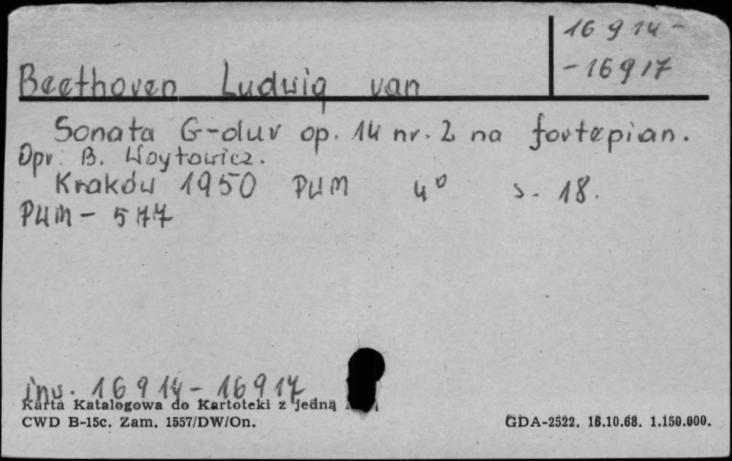 16914-
-16917
Beethoven Ludwig van
Sonata G-dur op. 14 nr. 2 na fortepian.
Opr. B. Woytowicz.
Kraków 1950 PWM 4° s. 18.
PWM - 577
inw. 16914-16917
Karta Katalogowa do Kartoteki z jedną
CWD B-15c. Zam. 1557/DW/On.
GDA-2522. 18.10.68. 1.150.000.